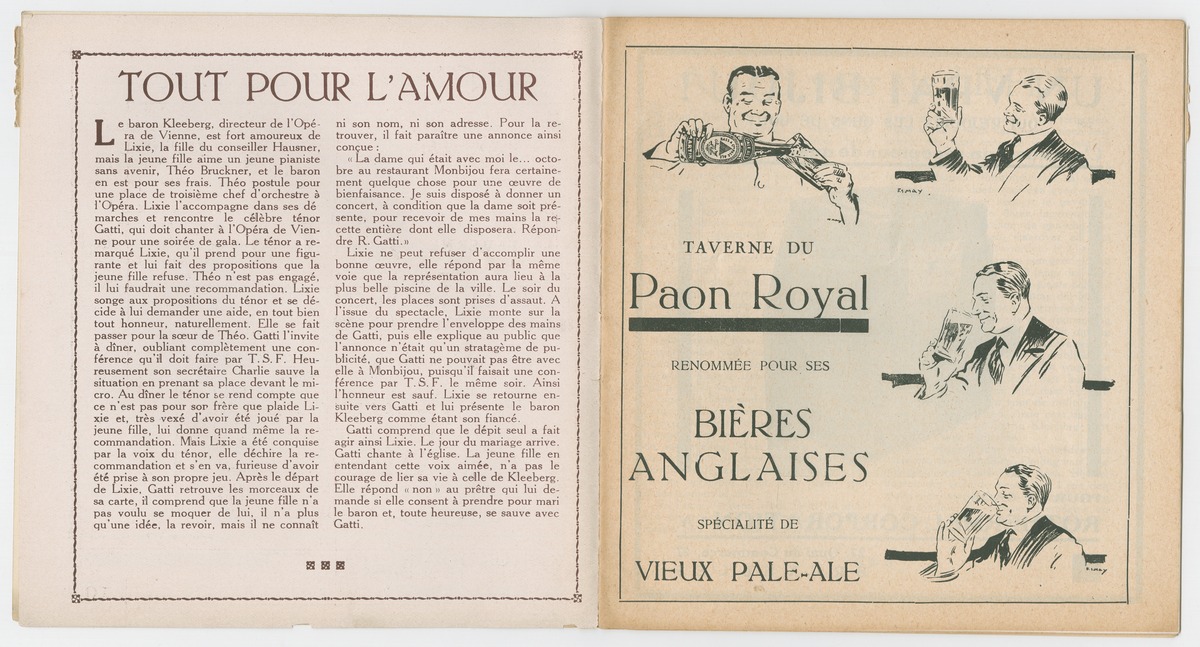 TOUT POUR L'AMOUR
Le baron Kleeberg, directeur de l'Opé-
ra de Vienne, est fort amoureux de
Lixie, la fille du conseiller Hausner,
mais la jeune fille aime un jeune pianiste
sans avenir, Théo Bruckner, et le baron
en est pour ses frais. Théo postule pour
une place de troisième chef d'orchestre à
l'Opéra. Lixie l'accompagne dans ses dé
marches et rencontre le célèbre ténor
Gatti, qui doit chanter à l'Opéra de Vien-
ne pour une soirée de gala. Le ténor a re-
marqué Lixie, qu'il prend pour une figu-
rante et lui fait des propositions que la
jeune fille refuse. Théo n'est pas engagé,
il lui faudrait une recommandation. Lixie
songe aux propositions du ténor et se dé-
cide à lui demander une aide, en tout bien
tout honneur, naturellement. Elle se fait
passer pour la sœur de Théo. Gatti l'invite
à dîner, oubliant complètement une con-
férence qu'il doit faire par T.S.F. Heu-
reusement son secrétaire Charlie sauve la
situation en prenant sa place devant le mi-
cro. Au dîner le ténor se rend compte que
ce n'est pas pour son frère que plaide Li-
xie et, très vexé d'avoir été joué par la
jeune fille, lui donne quand même la re-
commandation. Mais Lixie a été conquise
par la voix du ténor, elle déchire la re-
commandation et s'en va, furieuse d'avoir
été prise à son propre jeu. Après le départ
de Lixie, Gatti retrouve les morceaux de
sa carte, il comprend que la jeune fille n'a
pas voulu se moquer de lui, il n'a plus
qu'une idée, la revoir, mais il ne connaît
ni son nom, ni son adresse. Pour la re-
trouver, il fait paraître une annonce ainsi
conçue :
« La dame qui était avec moi le... octo-
bre au restaurant Monbijou fera certaine-
ment quelque chose pour une œuvre de
bienfaisance. Je suis disposé à donner un
concert, à condition que la dame soit pré-
sente, pour recevoir de mes mains la re-
cette entière dont elle disposera. Répon-
dre R. Gatti.»
Lixie ne peut refuser d'accomplir une
bonne œuvre, elle répond par la même
voie que la représentation aura lieu à la
plus belle piscine de la ville. Le soir du
concert, les places sont prises d'assaut. A
l'issue du spectacle, Lixie monte sur la
scène pour prendre l'enveloppe des mains
de Gatti, puis elle explique au public que
l'annonce n'était qu'un stratagème de pu-
blicité, que Gatti ne pouvait pas être avec
elle à Monbijou, puisqu'il faisait une con-
férence par T.S.F. le même soir. Ainsi
l'honneur est sauf. Lixie se retourne en-
suite vers Gatti et lui présente le baron
Kleeberg comme étant son fiancé.
Gatti comprend que le dépit seul a fait
agir ainsi Lixie. Le jour du mariage arrive.
Gatti chante à l'église. La jeune fille en
entendant cette voix aimée, n'a pas le
courage de lier sa vie à celle de Kleeberg.
Elle répond « non » au prêtre qui lui de-
mande si elle consent à prendre pour mari
le baron et, toute heureuse, se sauve avec
Gatti.
TAVERNE DU
Paon Royal
RENOMMÉE POUR SES
BIÈRES
ANGLAISES
SPÉCIALITÉ DE
VIEUX PALE-ALE